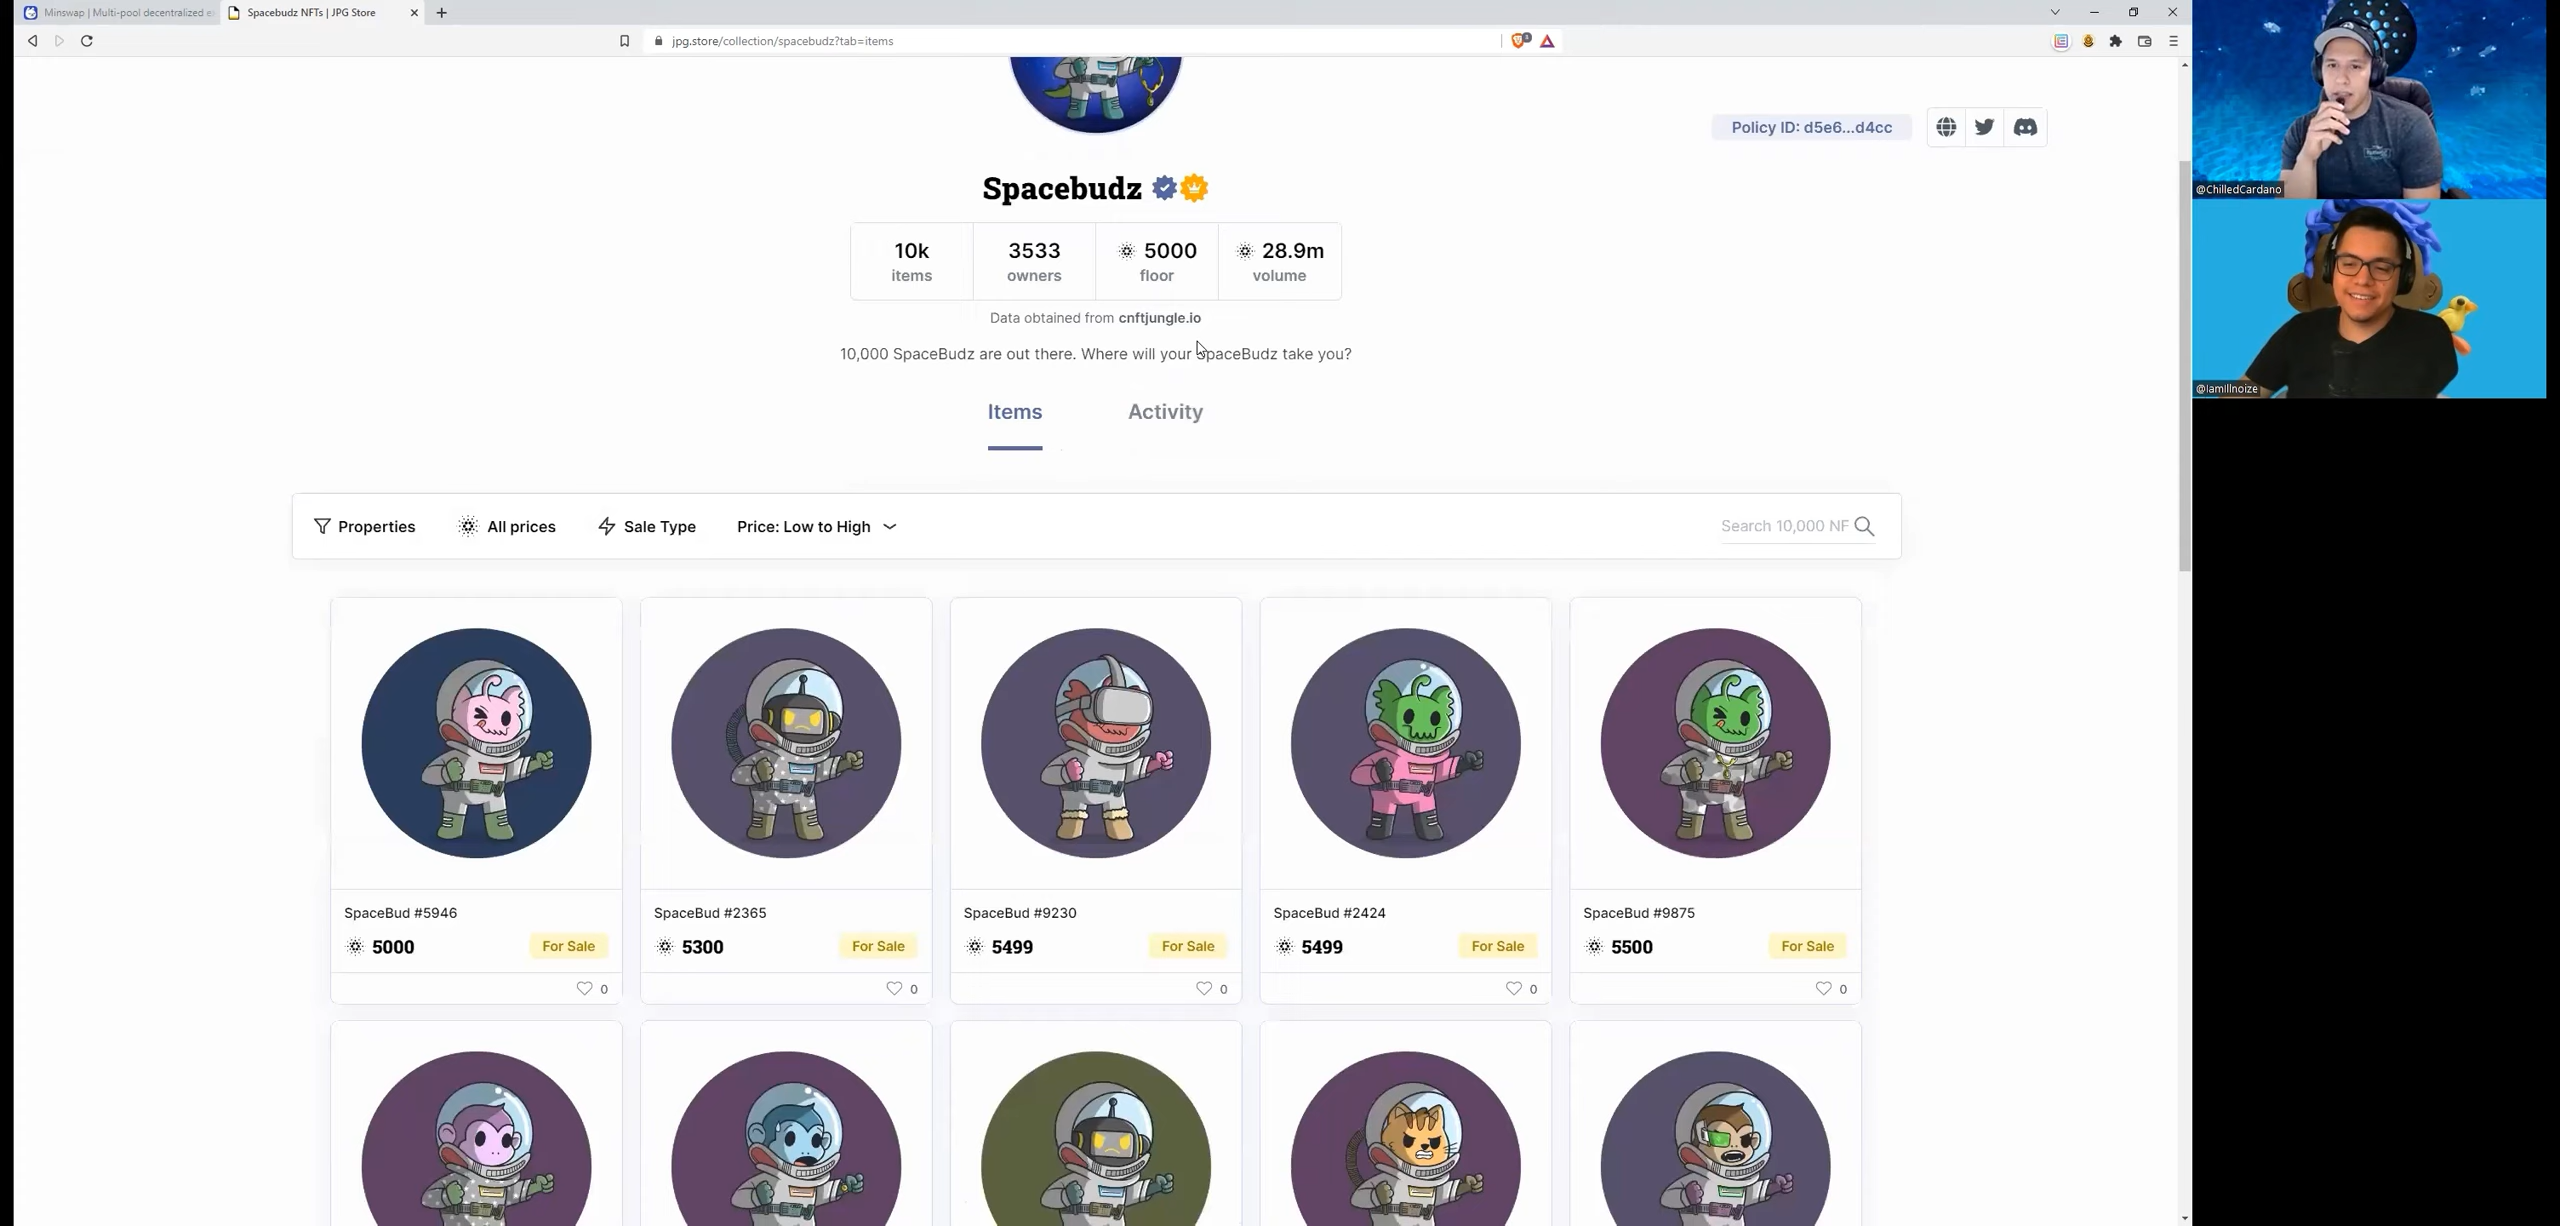 Minswap | Multi-pool decentralized e
Spacebudz NFTs | JPG Store
jpg.store/collection/spacebudz?tab=items
Policy ID: d5e6...d4cc
Spacebudz
10k
items
3533
owners
5000
floor
28.9m
volume
Data obtained from cnftjungle.io
10,000 SpaceBudz are out there. Where will your SpaceBudz take you?
Items
Activity
Properties
All prices
Sale Type
Price: Low to High
Search 10,000 NF
SpaceBud #5946
5000
For Sale
0
SpaceBud #2365
5300
For Sale
0
SpaceBud #9230
5499
For Sale
0
SpaceBud #2424
5499
For Sale
0
SpaceBud #9875
5500
For Sale
0
@ChilledCardano
@IamIllnoize